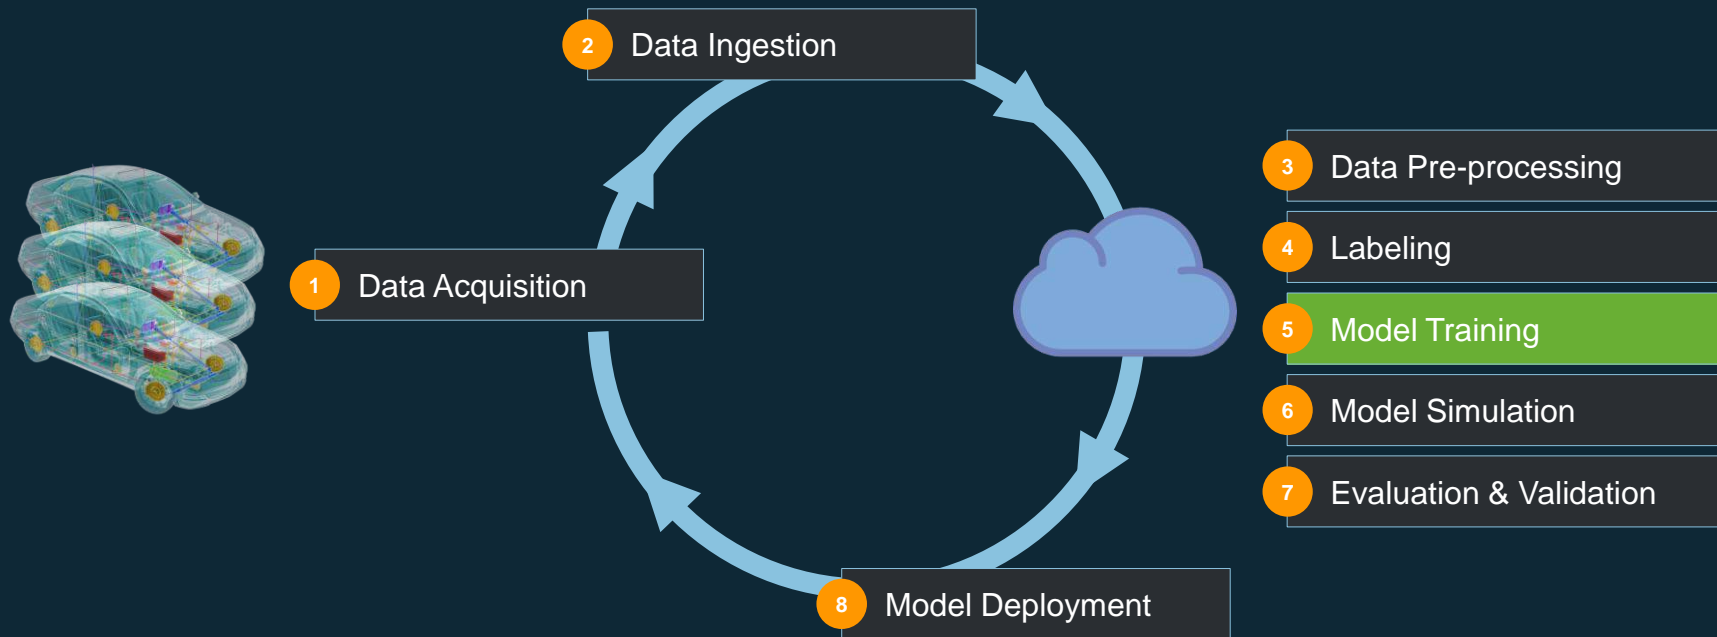 1 Data Acquisition
2 Data Ingestion
3 Data Pre-processing
4 Labeling
5 Model Training
6 Model Simulation
7 Evaluation & Validation
8 Model Deployment